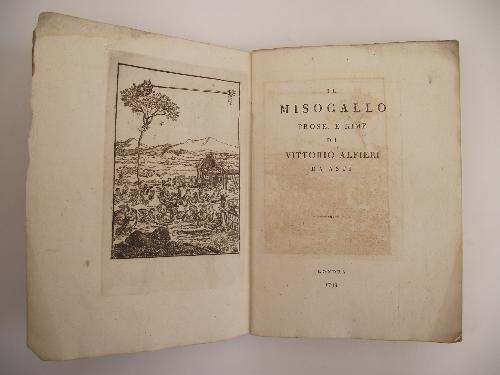 IL
MISOGALLO
PROSE, E RIME
DI
VITTORIO ALFIERI
DA ASTI
LONDRA